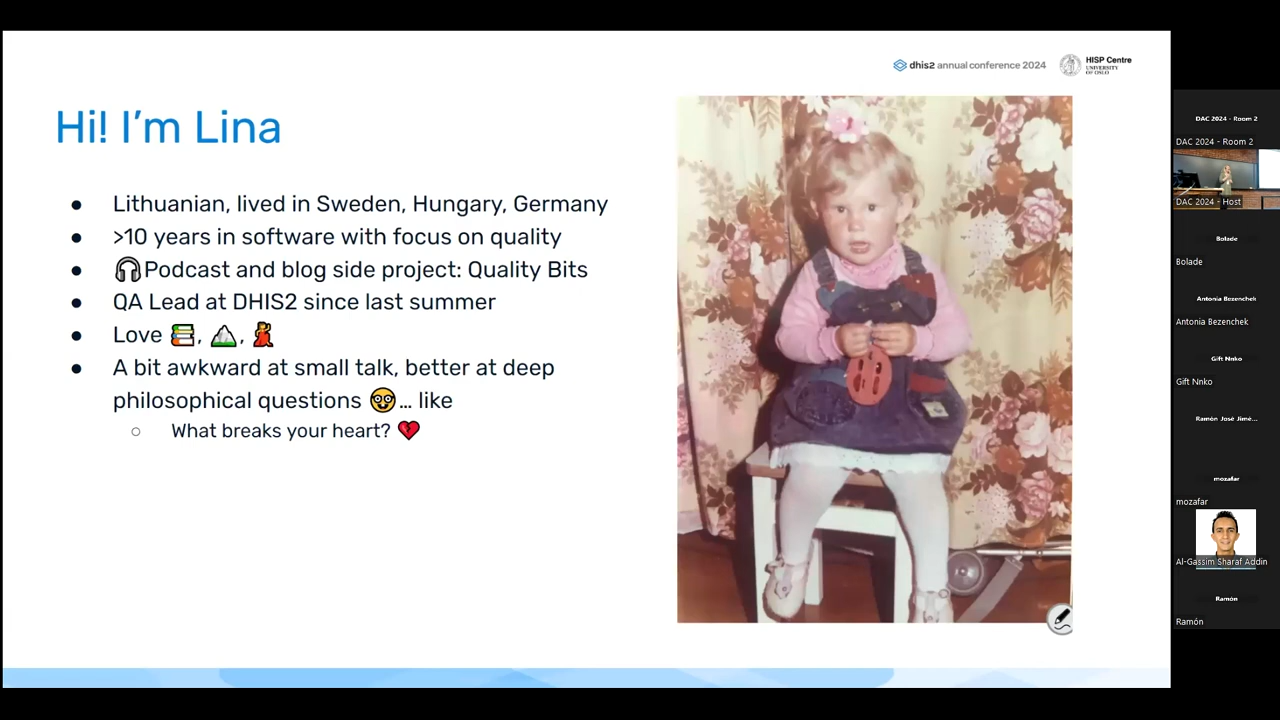 dhis2 annual conference 2024
HISP Centre
UNIVERSITY
OF OSLO
Hi! I’m Lina
● Lithuanian, lived in Sweden, Hungary, Germany
● >10 years in software with focus on quality
● 🎧Podcast and blog side project: Quality Bits
● QA Lead at DHIS2 since last summer
● Love 📚, 🏔️, 💃
● A bit awkward at small talk, better at deep
philosophical questions 🤓… like
○ What breaks your heart? 💔
DAC 2024 - Room 2
DAC 2024 - Room 2
DAC 2024 - Host
Bolade
Bolade
Antonia Bezenchek
Antonia Bezenchek
Gift Nnko
Gift Nnko
Ramón José Jimé...
mozafar
mozafar
Al-Gassim Sharaf Addin
Ramón
Ramón